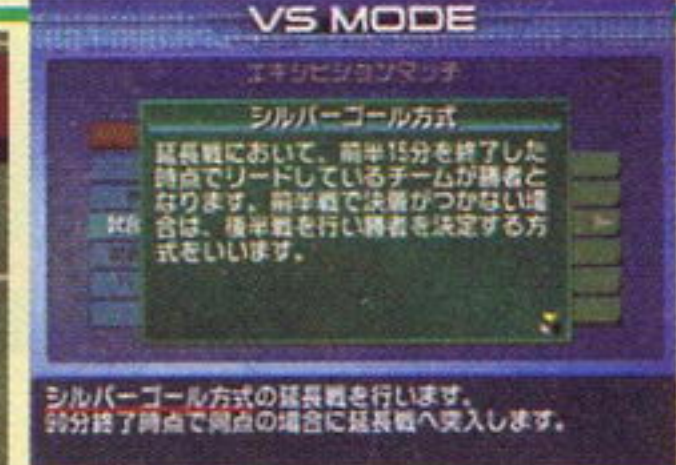 VS MODE
エキシビションマッチ
シルバーゴール方式
延長戦において、前半15分を終了した
時点でリードしているチームが勝者と
なります。前半戦で決着がつかない場
合は、後半戦を行い勝者を決定する方
式をいいます。
試合
シルバーゴール方式の延長戦を行います。
90分終了時点で同点の場合に延長戦へ突入します。